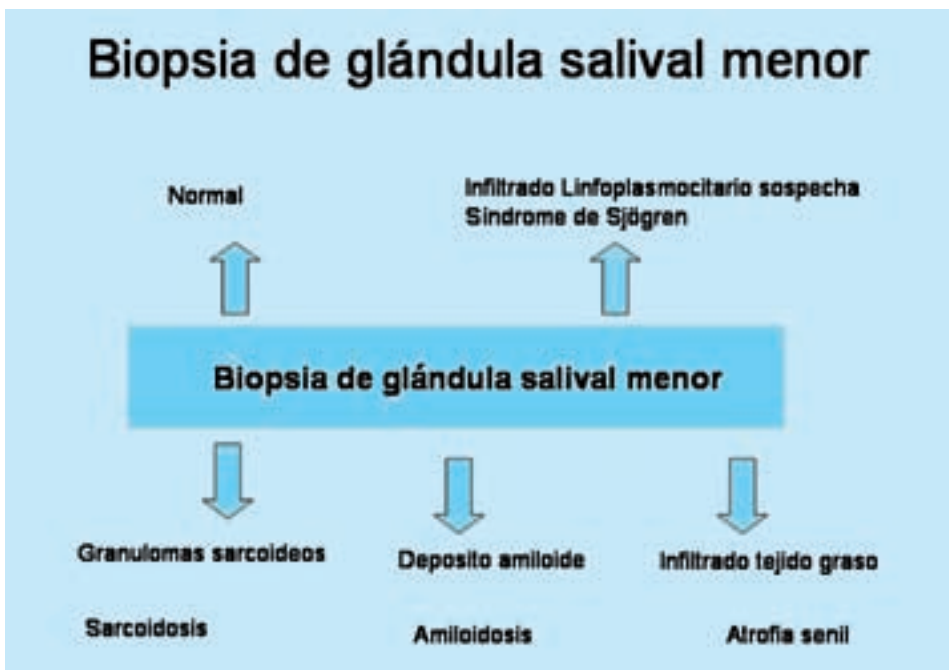 Biopsia de glándula salival menor
Normal
Infiltrado Linfoplasmocitario sospecha
Síndrome de Sjögren
Biopsia de glándula salival menor
Granulomas sarcoideos
Deposito amiloide
Infiltrado tejido graso
Sarcoidosis
Amiloidosis
Atrofia senil